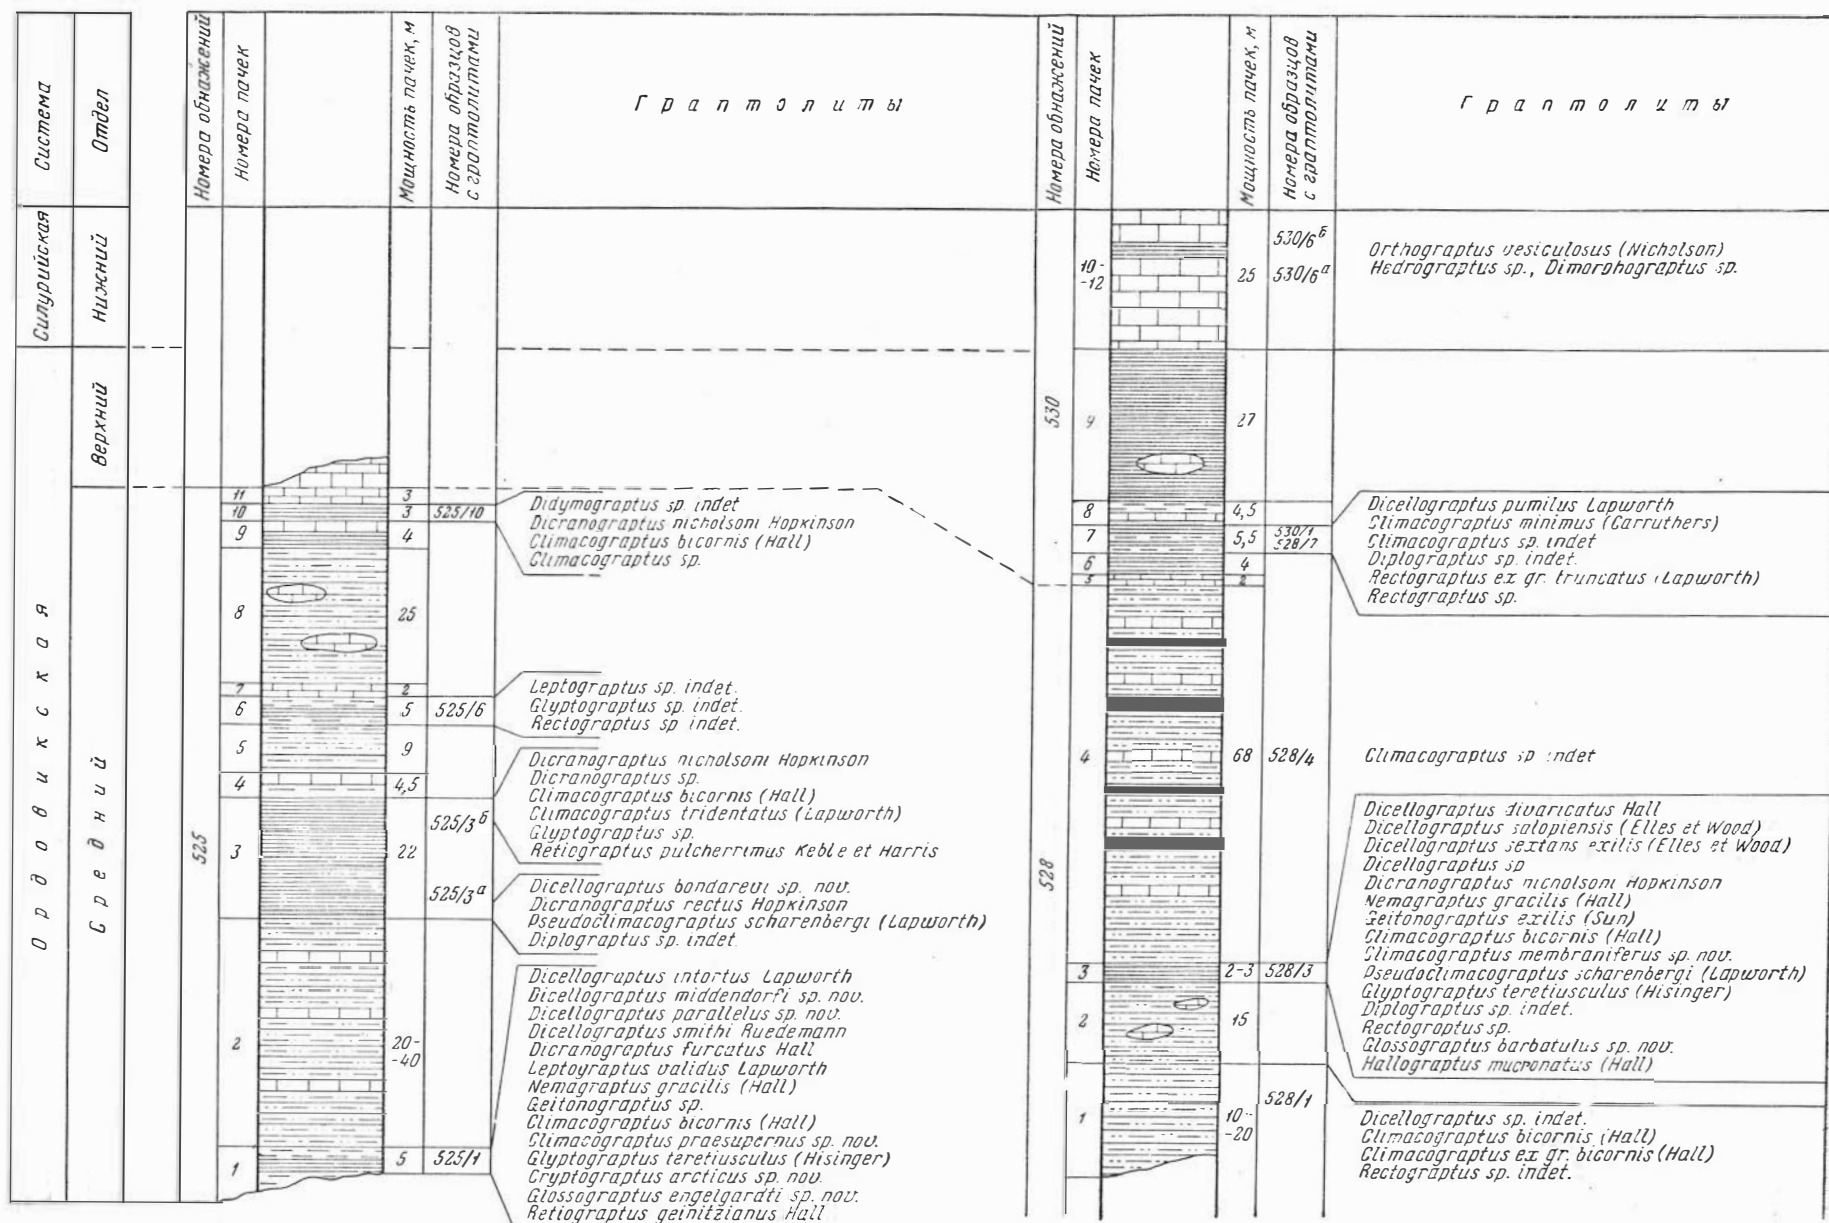 Система
Отдел
Номера обнажений
Номера пачек
Мощность пачек, м
Номера образцов
с граптолитами
Граптолиты
Силурийская
Нижний
Ордовикская
Верхний
Средний
525
11
3
10
3
525/10
9
4
8
25
7
2
6
5
525/6
5
9
4
4,5
3
22
525/3б
525/3а
2
20-
-40
1
5
525/1
Didymograptus sp. indet
Dicranograptus nicholsoni Hopkinson
Climacograptus bicornis (Hall)
Climacograptus sp.
Leptograptus sp. indet.
Glyptograptus sp. indet.
Rectograptus sp indet.
Dicranograptus nicholsoni Hopkinson
Dicranograptus sp.
Climacograptus bicornis (Hall)
Climacograptus tridentatus (Lapworth)
Glyptograptus sp.
Retiograptus pulcherrimus Keble et Harris
Dicellograptus bondarevi sp. nov.
Dicranograptus rectus Hopkinson
Pseudoclimacograptus scharenbergi (Lapworth)
Diplograptus sp. indet.
Dicellograptus intortus Lapworth
Dicellograptus middendorfi sp. nov.
Dicellograptus parallelus sp. nov.
Dicellograptus smithi Ruedemann
Dicranograptus furcatus Hall
Leptograptus validus Lapworth
Nemagraptus gracilis (Hall)
Geitonograptus sp.
Climacograptus bicornis (Hall)
Climacograptus praesupernus sp. nov.
Glyptograptus teretiusculus (Hisinger)
Cryptograptus arcticus sp. nov.
Glossograptus engelgardti sp. nov.
Retiograptus geinitzianus Hall
Номера обнажений
Номера пачек
Мощность пачек, м
Номера образцов
с граптолитами
Граптолиты
530
528
10-
-12
25
530/6б
530/6а
9
27
8
4,5
7
5,5
530/1
528/7
6
4
5
2
4
68
528/4
3
2-3
528/3
2
15
1
10-
-20
528/1
Orthograptus vesiculosus (Nicholson)
Hedrograptus sp., Dimorphograptus sp.
Dicellograptus pumilus Lapworth
Climacograptus minimus (Carruthers)
Climacograptus sp. indet
Diplograptus sp. indet.
Rectograptus ex gr. truncatus (Lapworth)
Rectograptus sp.
Climacograptus sp indet
Dicellograptus divaricatus Hall
Dicellograptus salopiensis (Elles et Wood)
Dicellograptus sextans exilis (Elles et Wood)
Dicellograptus sp
Dicranograptus nicholsoni Hopkinson
Nemagraptus gracilis (Hall)
Geitonograptus exilis (Sun)
Climacograptus bicornis (Hall)
Climacograptus membraniferus sp. nov.
Pseudoclimacograptus scharenbergi (Lapworth)
Glyptograptus teretiusculus (Hisinger)
Diplograptus sp. indet.
Rectograptus sp.
Glossograptus barbatulus sp. nov.
Hallograptus mucronatus (Hall)
Dicellograptus sp. indet.
Climacograptus bicornis (Hall)
Climacograptus ex gr. bicornis (Hall)
Rectograptus sp. indet.